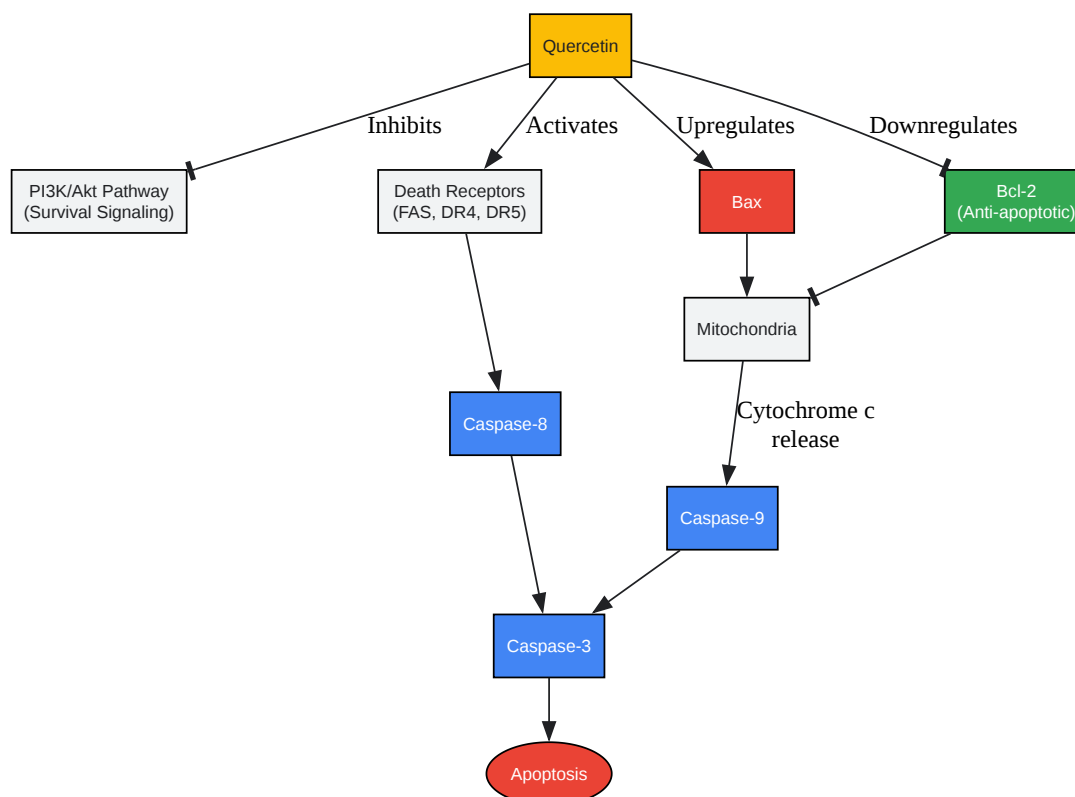 Quercetin
Inhibits
Activates
Upregulates
Downregulates
PI3K/Akt Pathway
(Survival Signaling)
Death Receptors
(FAS, DR4, DR5)
Bax
Bcl-2
(Anti-apoptotic)
Mitochondria
Caspase-8
Cytochrome c
release
Caspase-9
Caspase-3
Apoptosis